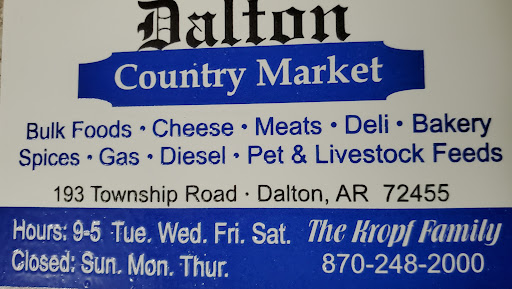 Dalton
Country Market
Bulk Foods • Cheese • Meats • Deli • Bakery
Spices • Gas • Diesel • Pet & Livestock Feeds
193 Township Road · Dalton, AR 72455
Hours: 9-5 Tue. Wed. Fri. Sat. The Kropf Family
Closed: Sun. Mon. Thur. 870-248-2000